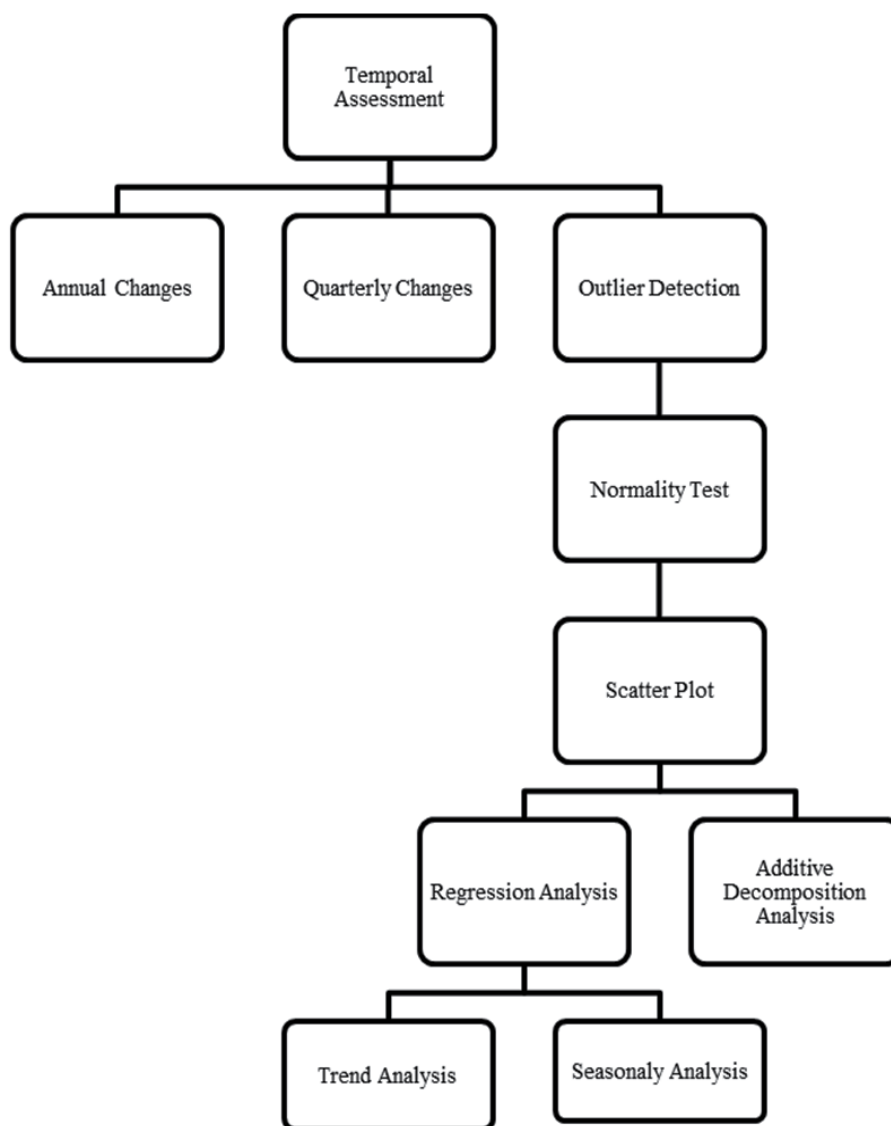 Temporal
Assessment
Annual Changes
Quarterly Changes
Outlier Detection
Normality Test
Scatter Plot
Regression Analysis
Additive
Decomposition
Analysis
Trend Analysis
Seasonaly Analysis